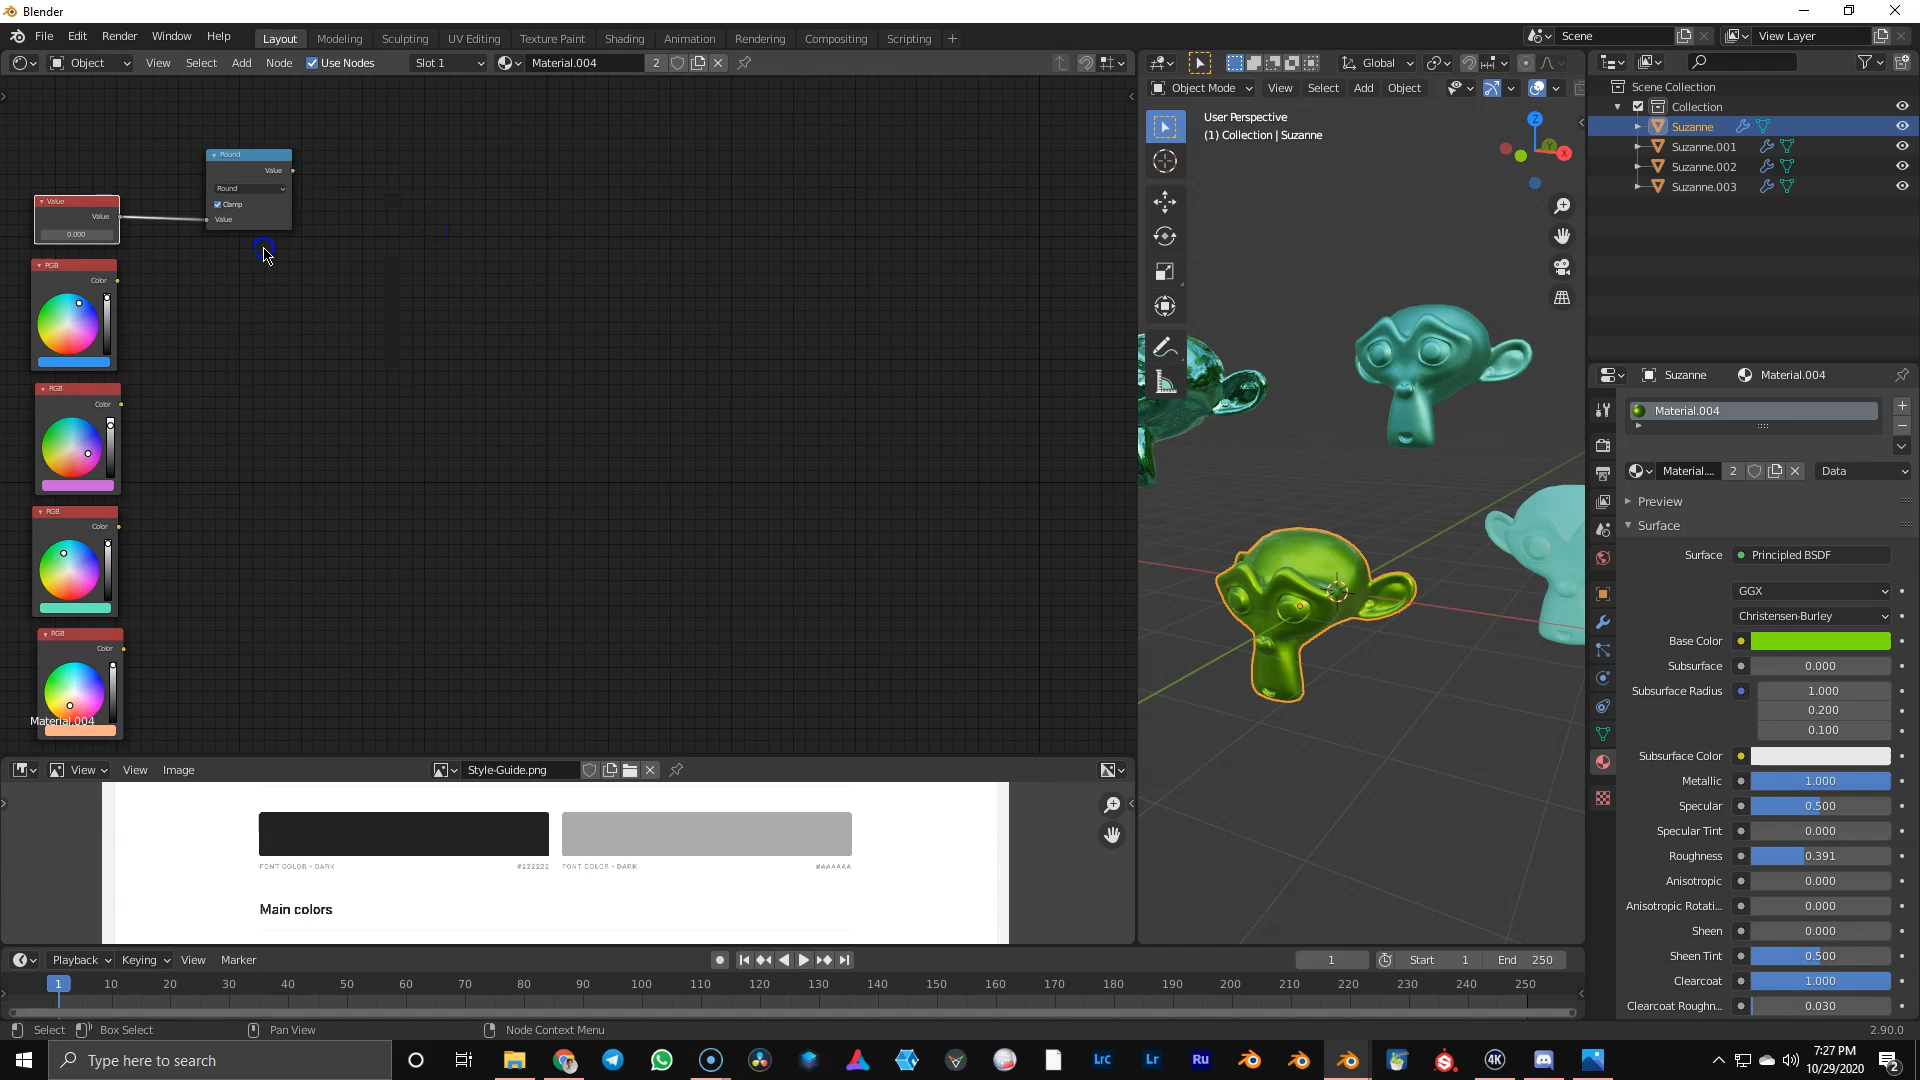 Blender
File Edit Render Window Help
Layout Modeling Sculpting UV Editing Texture Paint Shading Animation Rendering Compositing Scripting +
Scene View Layer
Object View Select Add Node Use Nodes Slot 1 Material.004 2
Global
Object Mode View Select Add Object
User Perspective
(1) Collection | Suzanne
Z
Y
X
Scene Collection
Collection
Suzanne
Suzanne.001
Suzanne.002
Suzanne.003
Round
Value
Round
Clamp
Value
Value
Value
0.000
RGB
Color
RGB
Color
RGB
Color
RGB
Color
Material.004
Suzanne Material.004
Material.004
Material.... 2 Data
Preview
Surface
Surface Principled BSDF
GGX
Christensen-Burley
Base Color
Subsurface 0.000
Subsurface Radius 1.000
0.200
0.100
Subsurface Color
Metallic 1.000
Specular 0.500
Specular Tint 0.000
Roughness 0.391
Anisotropic 0.000
Anisotropic Rotati... 0.000
Sheen 0.000
Sheen Tint 0.500
Clearcoat 1.000
Clearcoat Roughn... 0.030
View View Image Style-Guide.png
FONT COLOR - DARK #222222 FONT COLOR - DARK #AAAAAA
Main colors
Playback Keying View Marker 1 Start 1 End 250
1 10 20 30 40 50 60 70 80 90 100 110 120 130 140 150 160 170 180 190 200 210 220 230 240 250
Select Box Select Pan View Node Context Menu 2.90.0
Type here to search
Lrc Lr Ru 4K
7:27 PM
10/29/2020
2